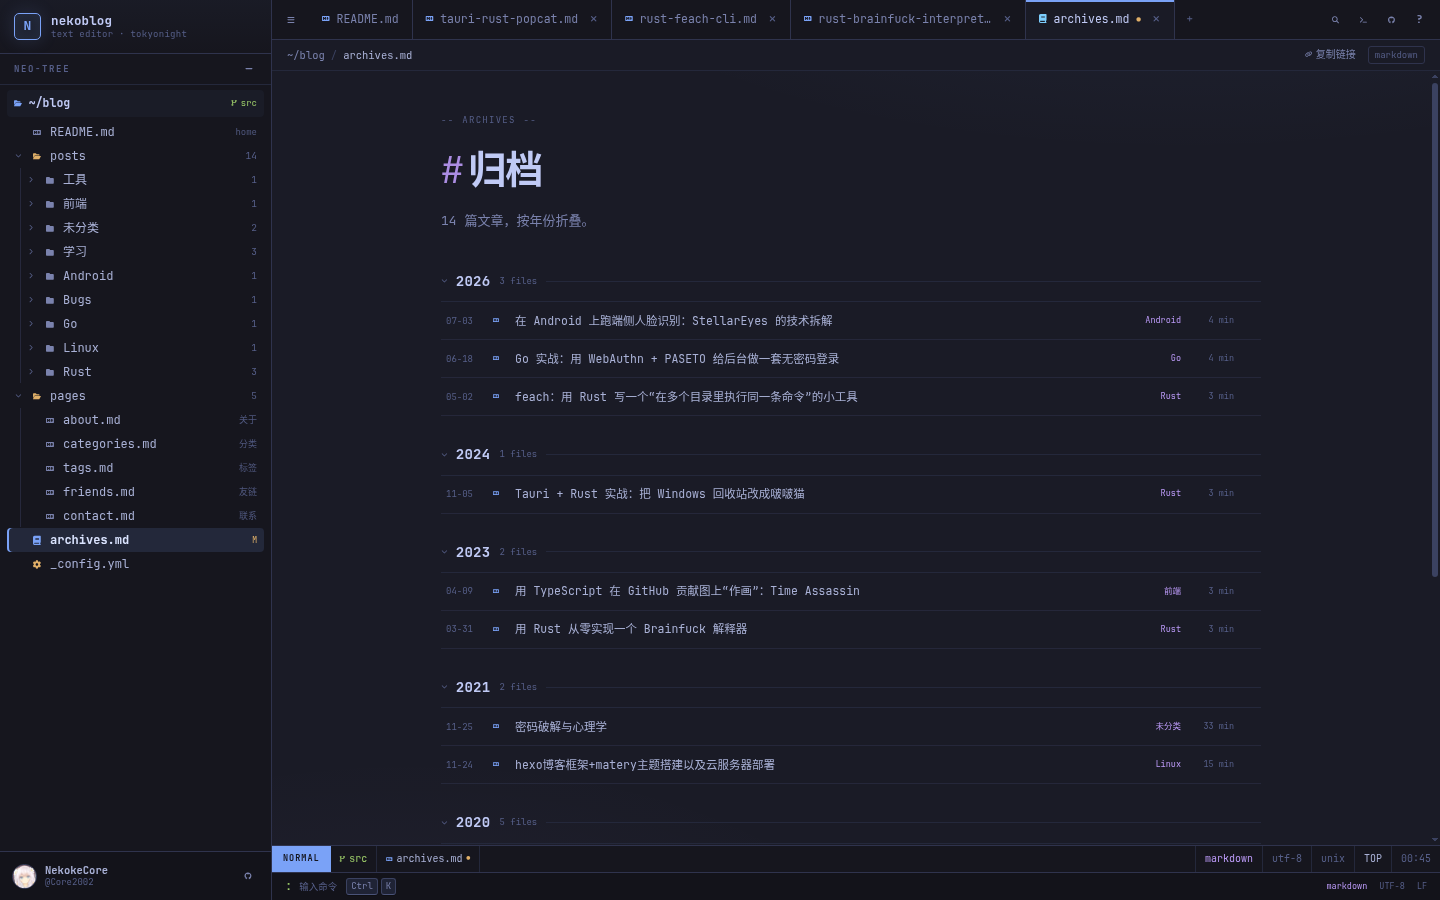 N
nekoblog
text editor · tokyonight
NEO-TREE
~/blog src
README.md home
posts 14
工具 1
前端 1
未分类 2
学习 3
Android 1
Bugs 1
Go 1
Linux 1
Rust 3
pages 5
about.md 关于
categories.md 分类
tags.md 标签
friends.md 友链
contact.md 联系
archives.md M
_config.yml
NekokeCore
@Core2002
README.md tauri-rust-popcat.md × rust-feach-cli.md × rust-brainfuck-interpret… × archives.md ● × + ?
~/blog / archives.md 复制链接 markdown
-- ARCHIVES --
# 归档
14 篇文章，按年份折叠。
2026 3 files
07-03 在 Android 上跑端侧人脸识别：StellarEyes 的技术拆解 Android 4 min
06-18 Go 实战：用 WebAuthn + PASETO 给后台做一套无密码登录 Go 4 min
05-02 feach：用 Rust 写一个“在多个目录里执行同一条命令”的小工具 Rust 3 min
2024 1 files
11-05 Tauri + Rust 实战：把 Windows 回收站改成啵啵猫 Rust 3 min
2023 2 files
04-09 用 TypeScript 在 GitHub 贡献图上“作画”：Time Assassin 前端 3 min
03-31 用 Rust 从零实现一个 Brainfuck 解释器 Rust 3 min
2021 2 files
11-25 密码破解与心理学 未分类 33 min
11-24 hexo博客框架+matery主题搭建以及云服务器部署 Linux 15 min
2020 5 files
NORMAL src archives.md ● markdown utf-8 unix TOP 00:45
: 输入命令 Ctrl K markdown UTF-8 LF